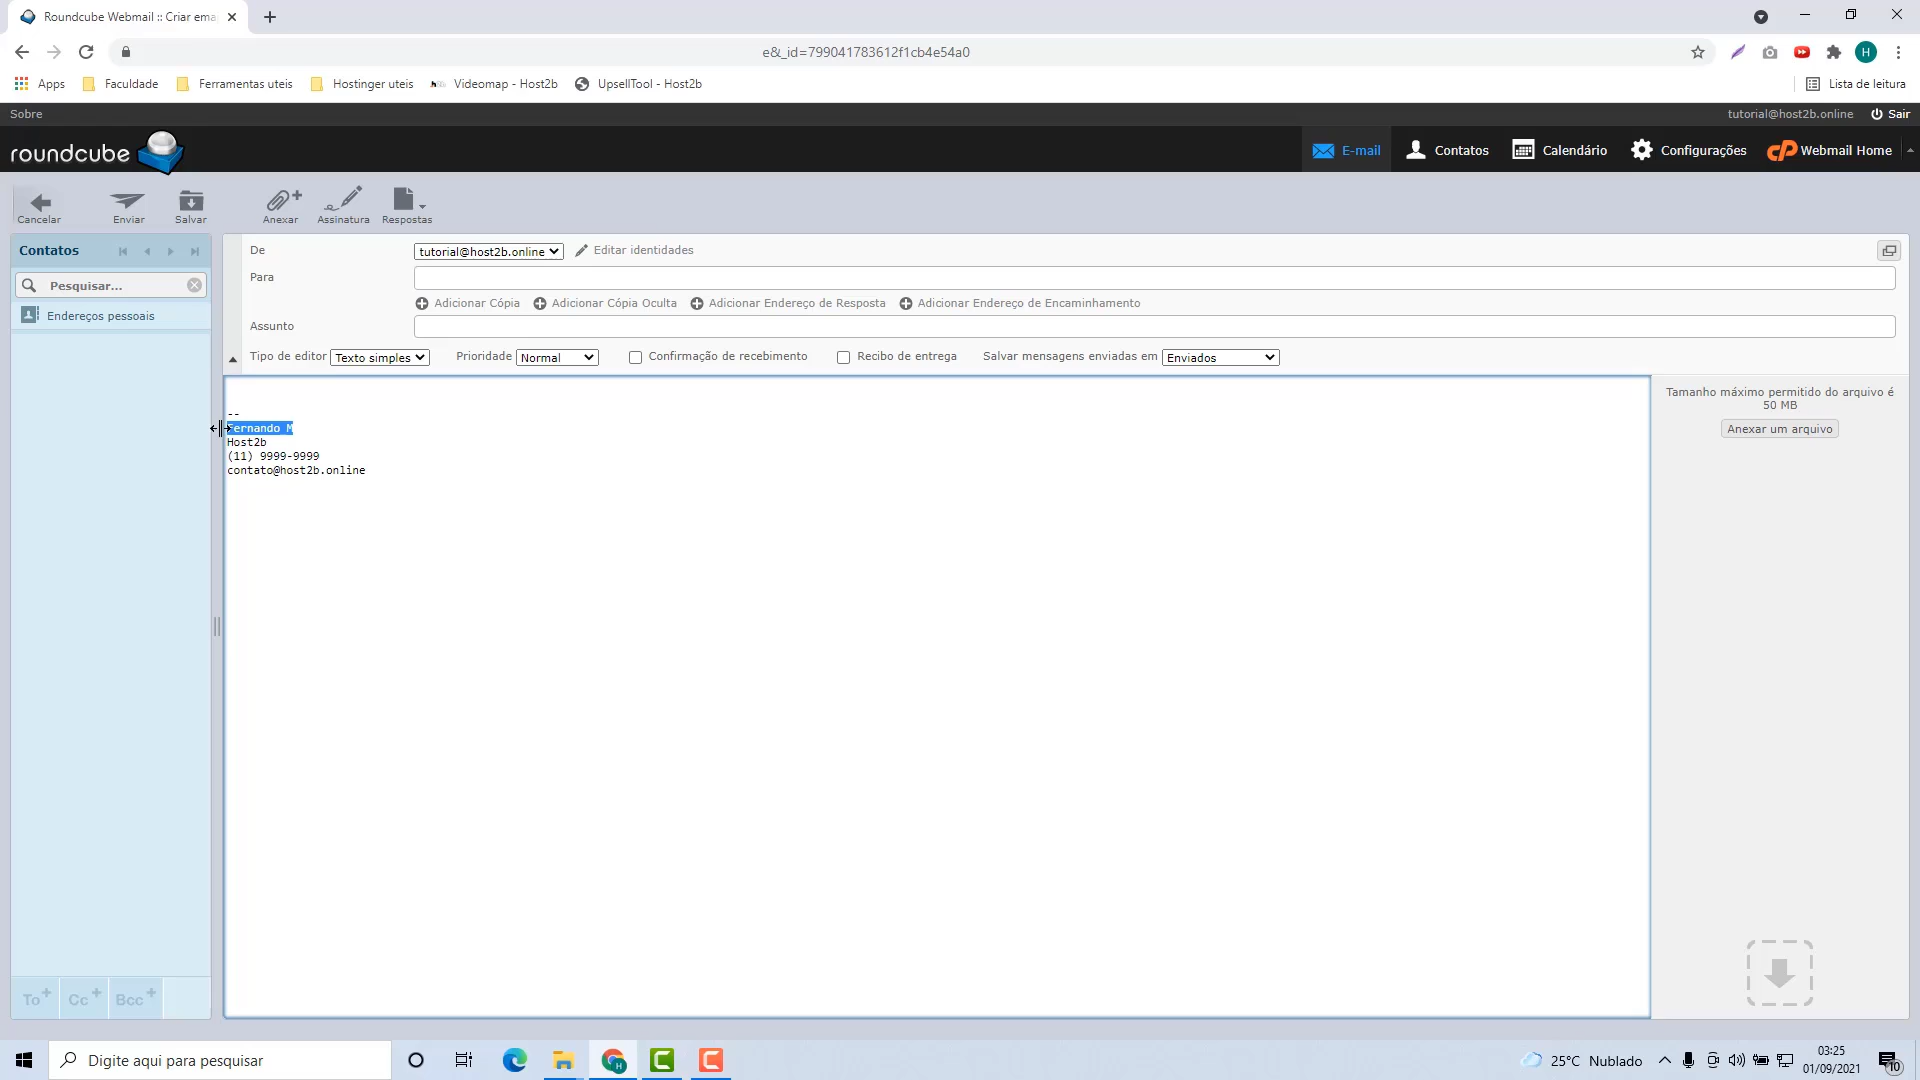 Roundcube Webmail :: Criar ema
e&_id=799041783612f1cb4e54a0
H
Apps Faculdade Ferramentas uteis Hostinger uteis Videomap - Host2b UpsellTool - Host2b Lista de leitura
Sobre tutorial@host2b.online Sair
roundcube E-mail Contatos Calendário Configurações cP Webmail Home
Cancelar Enviar Salvar Anexar Assinatura Respostas
Contatos
Pesquisar...
Endereços pessoais
De tutorial@host2b.online Editar identidades
Para
Adicionar Cópia Adicionar Cópia Oculta Adicionar Endereço de Resposta Adicionar Endereço de Encaminhamento
Assunto
Tipo de editor Texto simples Prioridade Normal Confirmação de recebimento Recibo de entrega Salvar mensagens enviadas em Enviados
--
Fernando M
Host2b
(11) 9999-9999
contato@host2b.online
Tamanho máximo permitido do arquivo é
50 MB
Anexar um arquivo
To+ Cc+ Bcc+
Digite aqui para pesquisar
H
25°C Nublado
03:25
01/09/2021
10